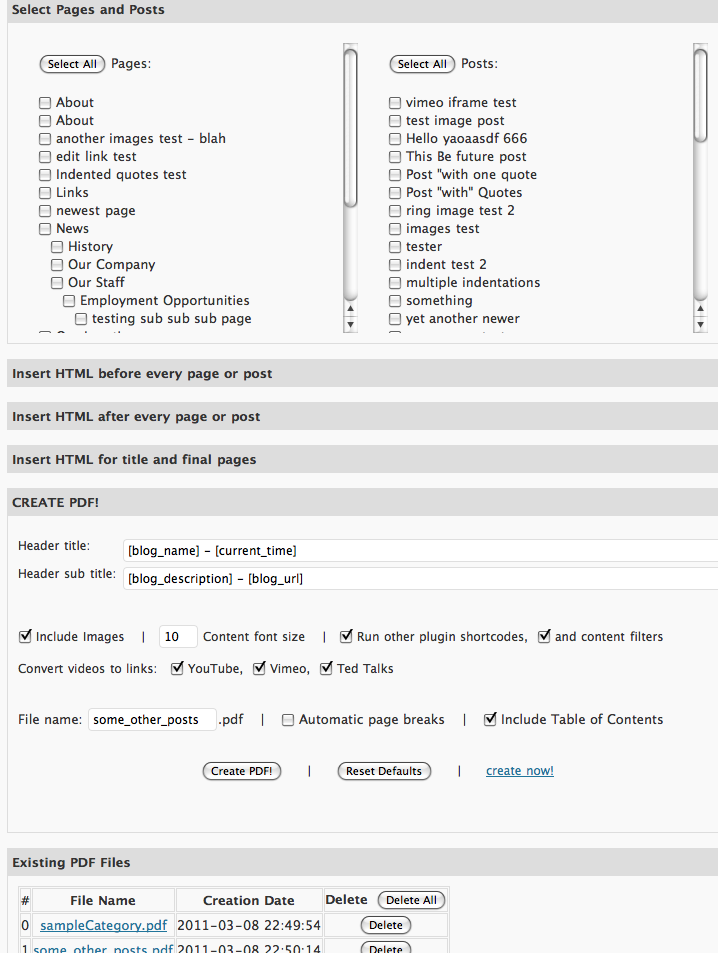 Select Pages and Posts
Select All Pages:
About
About
another images test - blah
edit link test
Indented quotes test
Links
newest page
News
History
Our Company
Our Staff
Employment Opportunities
testing sub sub sub page
Select All Posts:
vimeo iframe test
test image post
Hello yaoaasdf 666
This Be future post
Post "with one quote
Post "with" Quotes
ring image test 2
images test
tester
indent test 2
multiple indentations
something
yet another newer
Insert HTML before every page or post
Insert HTML after every page or post
Insert HTML for title and final pages
CREATE PDF!
Header title: [blog_name] - [current_time]
Header sub title: [blog_description] - [blog_url]
Include Images | 10 Content font size | Run other plugin shortcodes, and content filters
Convert videos to links: YouTube, Vimeo, Ted Talks
File name: some_other_posts .pdf | Automatic page breaks | Include Table of Contents
Create PDF! | Reset Defaults | create now!
Existing PDF Files
# File Name Creation Date Delete Delete All
0 sampleCategory.pdf 2011-03-08 22:49:54 Delete
1 some_other_posts.pdf 2011-03-08 22:50:14 Delete